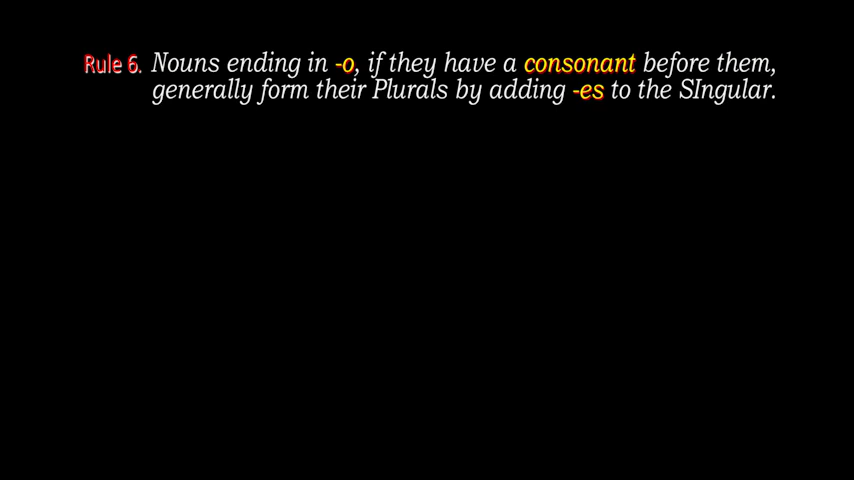 Rule 6. Nouns ending in -o, if they have a consonant before them,
generally form their Plurals by adding -es to the SIngular.